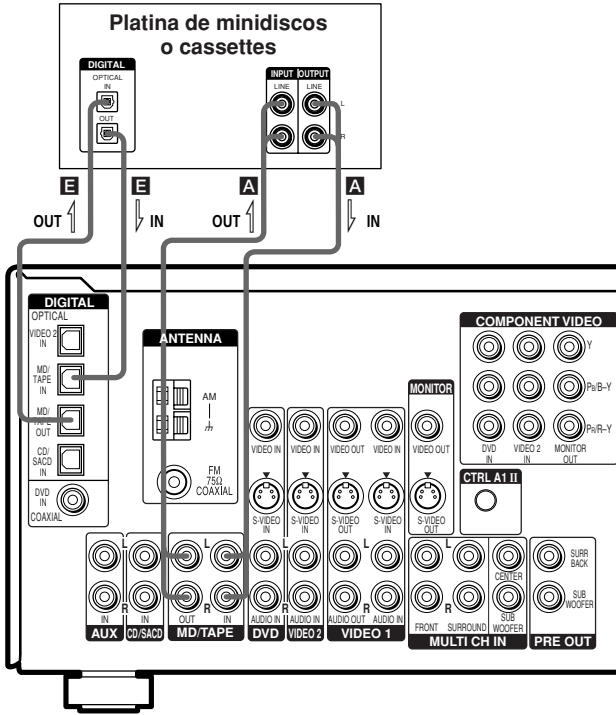 Platina de minidiscos
o cassettes
DIGITAL
OPTICAL
IN
OUT
INPUT OUTPUT
LINE LINE
L
R
E E A A
OUT IN OUT IN
DIGITAL
OPTICAL
VIDEO 2
IN
MD/
TAPE
IN
MD/
TAPE
OUT
CD/
SACD
IN
DVD
IN
COAXIAL
ANTENNA
AM
FM
75Ω
COAXIAL
MONITOR
VIDEO IN VIDEO IN VIDEO OUT VIDEO IN VIDEO OUT
S-VIDEO
IN
S-VIDEO
IN
S-VIDEO
OUT
S-VIDEO
IN
S-VIDEO
OUT
COMPONENT VIDEO
Y
PB/B–Y
PR/R–Y
DVD
IN
VIDEO 2
IN
MONITOR
OUT
CTRL A1 II
L L L L L
R R R R R
IN IN OUT IN AUDIO IN AUDIO IN AUDIO OUT AUDIO IN
AUX CD/SACD MD/TAPE DVD VIDEO 2 VIDEO 1
CENTER
FRONT SURROUND
SUB
WOOFER
MULTI CH IN
SURR
BACK
SUB
WOOFER
PRE OUT